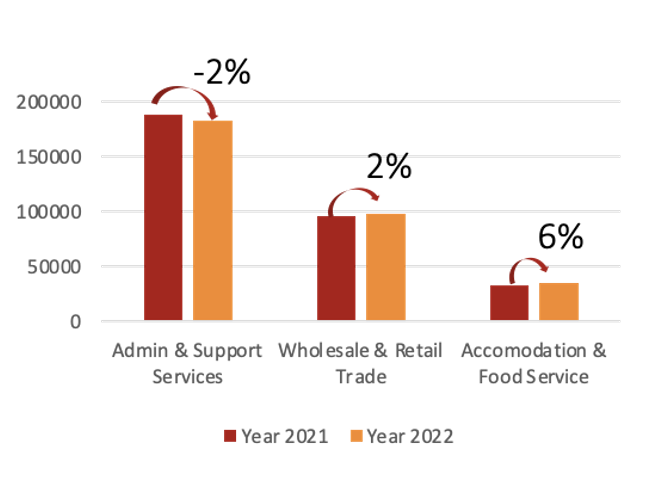 -2%
200000
150000
2%
100000
6%
50000
0
Admin & Support
Services
Wholesale & Retail
Trade
Accomodation &
Food Service
Year 2021
Year 2022